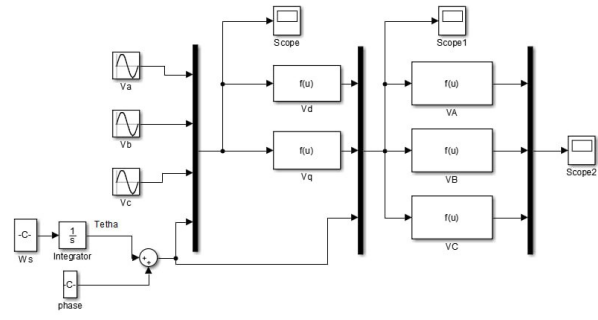 Scope
Scope1
Va
f(u)
Vd
f(u)
VA
Vb
f(u)
Vq
f(u)
VB
Scope2
Vc
f(u)
VC
-C-
Ws
1
s
Integrator
Tetha
+
+
-C-
phase